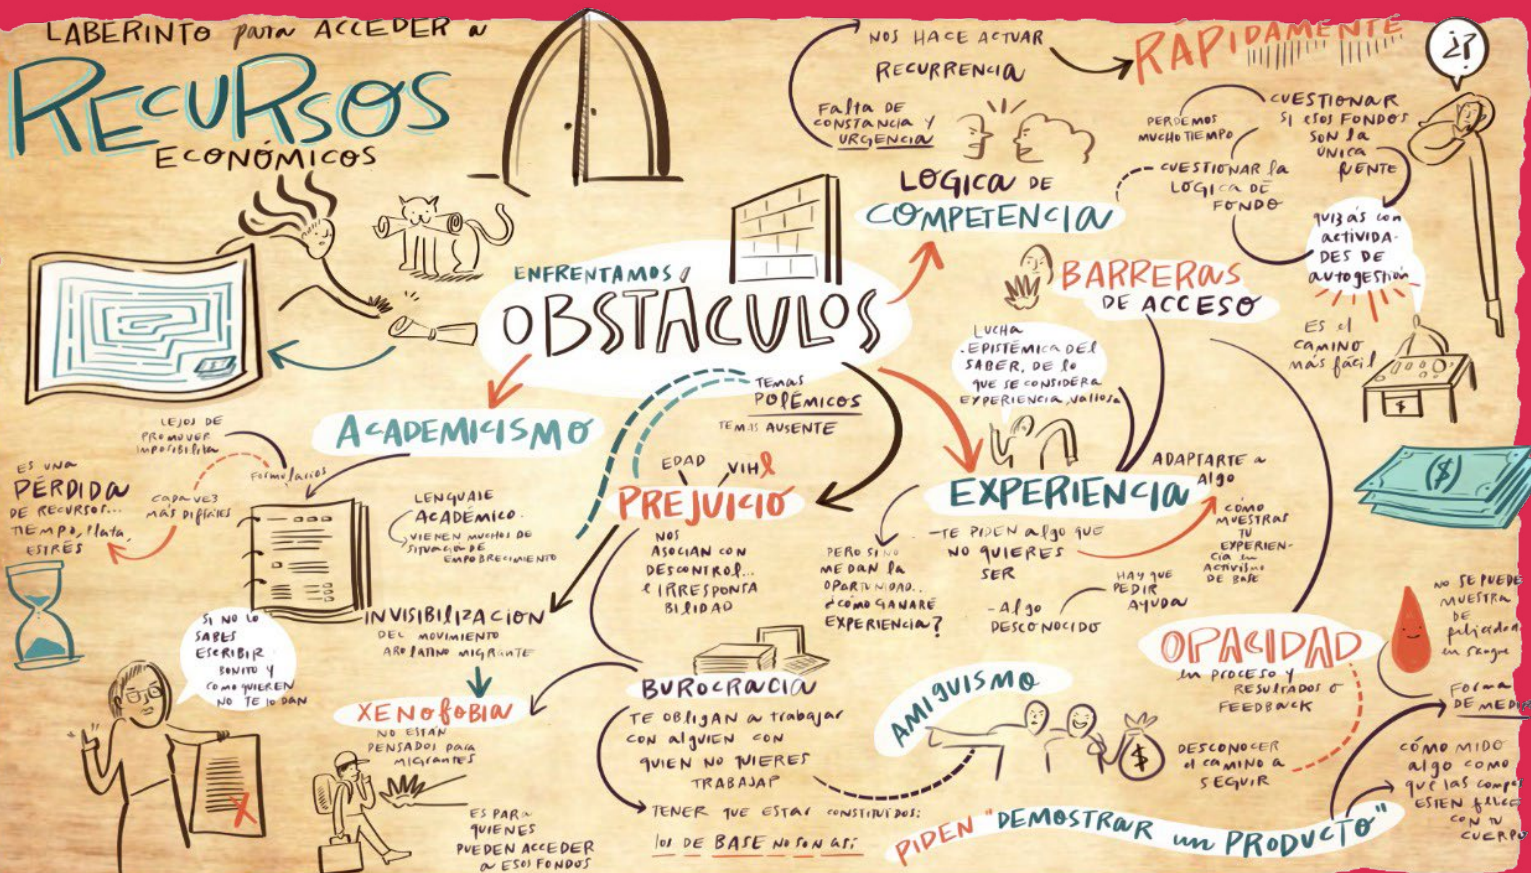 LABERINTO para ACCEDER a
RECURSOS
ECONÓMICOS
ENFRENTAMOS
OBSTÁCULOS
NOS HACE ACTUAR
RECURRENCIA
RÁPIDAMENTE
¿?
Falta DE
CONSTANCIA Y
URGENCIA
LOGICA DE
COMPETENCIA
PERDEMOS
MUCHO TIEMPO
CUESTIONAR
SI ESOS FONDOS
SON la
ÚNICA
FUENTE
CUESTIONAR la
LÓGICA DE
FONDO
quizás con
activida-
DES DE
autogestión
ES el
CAMINO
más fácil
$
BARRERAS
DE ACCESO
LUCHA
EPISTÉMICA DEL
SABER, DE lo
QUE SE CONSIDERA
EXPERIENCIA, valiosa
TEMAS
POLÉMICOS
TEMAS AUSENTE
ACADEMICISMO
LEJOS DE
PROMOVER
IMPOSIBILITA
Formularios
CADA VEZ
MÁS DIFÍCILES
ES UNA
PÉRDIDA
DE RECURSOS...
TIEMPO, Plata,
ESTRÉS
LENGUAJE
ACADÉMICO.
VIENEN MUCHOS DE
SITUACIÓN DE
EMPOBRECIMIENTO
EDAD
VIH
PREJUICIO
NOS
ASOCIAN CON
DESCONTROL...
e IRRESPONSA
BILIDAD
EXPERIENCIA
ADAPTARTE a
Algo
CÓMO
MUESTRAS
TU
EXPERIEN-
CIA en
ACTIVISMO
DE BASE
-TE PIDEN algo QUE
NO QUIERES
SER
PERO SI NO
ME DAN la
OPORTUNIDAD...
¿CÓMO GANARÉ
EXPERIENCIA?
HAY QUE
PEDIR
AYUDA
-Algo
DESCONOCIDO
($)
SI NO lo
SABES
ESCRIBIR
BONITO Y
COMO QUIEREN
NO TE lo DAN
INVISIBILIZACIÓN
DEL MOVIMIENTO
MIGRANTE
XENOFOBIA
NO ESTÁN
PENSADOS para
MIGRANTES
ES PARA
QUIENES
PUEDEN ACCEDER
a ESOS FONDOS
BUROCRACIA
TE OBLIGAN a trabajar
CON alguien CON
QUIEN NO QUIERES
TRABAJAR
TENER QUE ESTAR CONSTITUIDOS:
los DE BASE NO SON así
AMIGUISMO
$
OPACIDAD
en PROCESO y
RESULTADOS o
FEEDBACK
DESCONOCER
el CAMINO a
SEGUIR
NO SE PUEDE
MUESTRA
DE
felicidad
en sangre
FORMA
DE
CÓMO MIDO
algo COMO
que las
ESTÉN
CON TU
CUERPO
PIDEN "DEMOSTRAR un PRODUCTO"